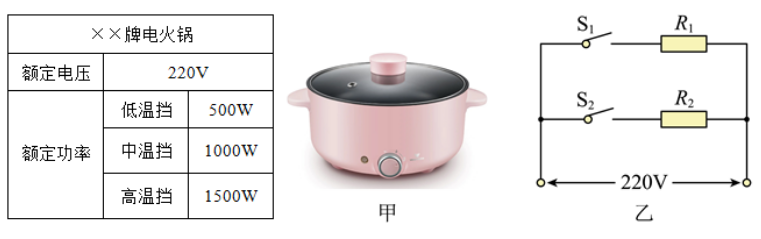 ××牌电火锅
额定电压 220V
额定功率
低温挡 500W
中温挡 1000W
高温挡 1500W
甲
S₁ R₁
S₂ R₂
220V
乙